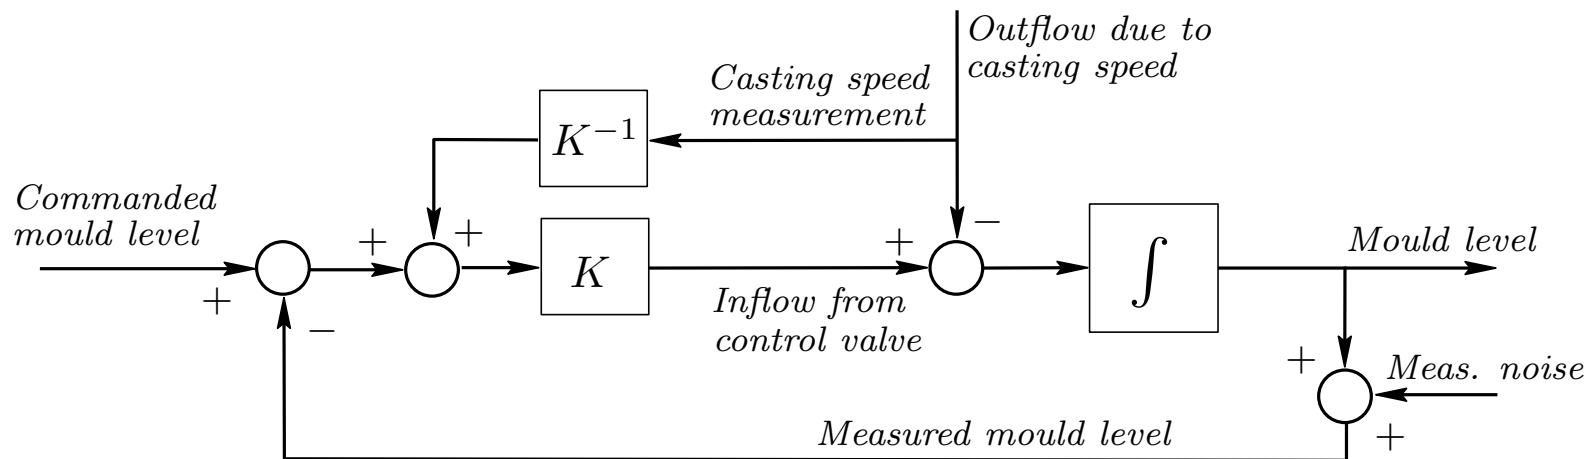 Outflow due to
casting speed
Casting speed
measurement
K⁻¹
Commanded
mould level
+
+
+
−
+
K
+
∫
Mould level
−
Inflow from
control valve
+
Meas. noise
+
Measured mould level